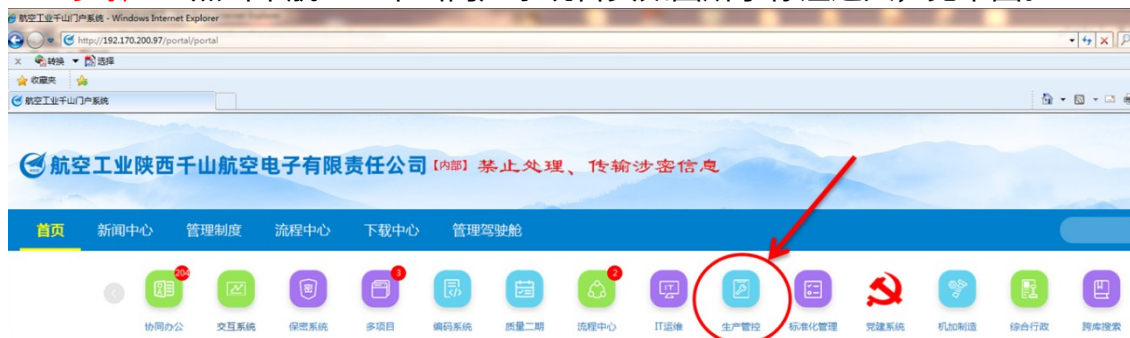 航空工业千山门户系统 - Windows Internet Explorer
http://192.170.200.97/portal/portal
x 转换 选择
收藏夹
航空工业千山门户系统
航空工业陕西千山航空电子有限责任公司【内部】禁止处理、传输涉密信息
首页 新闻中心 管理制度 流程中心 下载中心 管理驾驶舱
204 3 2
协同办公 交互系统 保密系统 多项目 编码系统 质量二期 流程中心 IT运维 生产管控 标准化管理 党建系统 机加制造 综合行政 跨库搜索